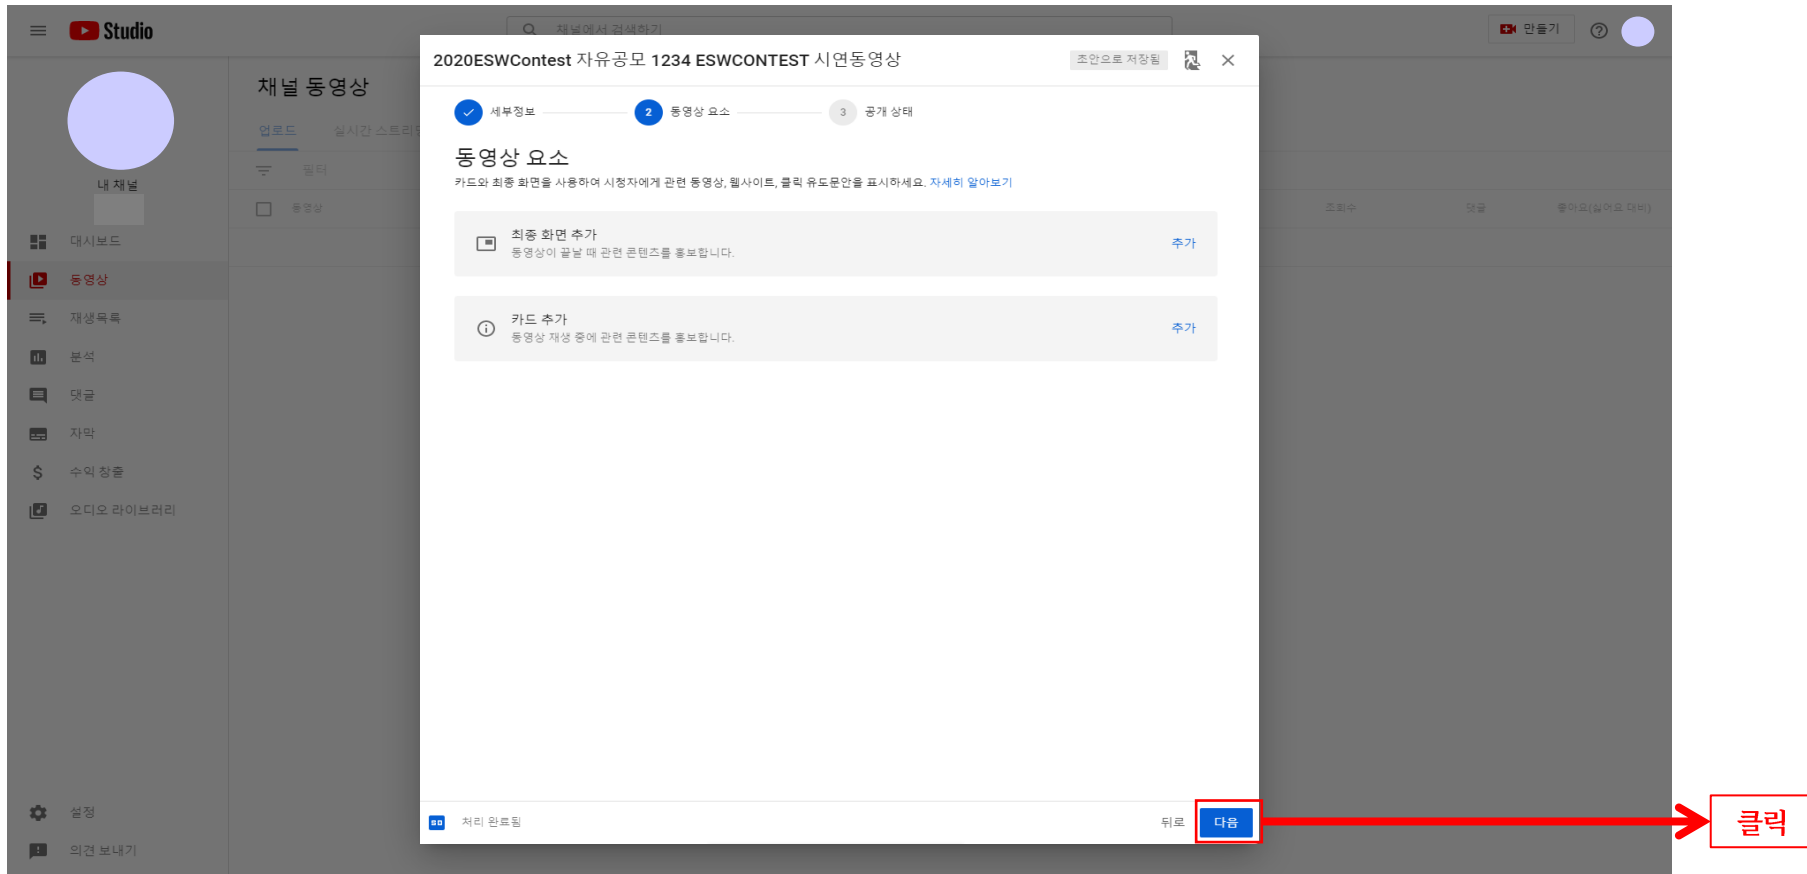 Studio
채널에서 검색하기
만들기
내 채널
대시보드
동영상
재생목록
분석
댓글
자막
수익 창출
오디오 라이브러리
설정
의견 보내기
채널 동영상
업로드
실시간 스트리밍
필터
동영상
조회수
댓글
좋아요(싫어요 대비)
2020ESWContest 자유공모 1234 ESWCONTEST 시연동영상
초안으로 저장됨
세부정보
2 동영상 요소
3 공개 상태
동영상 요소
카드와 최종 화면을 사용하여 시청자에게 관련 동영상, 웹사이트, 클릭 유도문안을 표시하세요. 자세히 알아보기
최종 화면 추가
동영상이 끝날 때 관련 콘텐츠를 홍보합니다.
추가
카드 추가
동영상 재생 중에 관련 콘텐츠를 홍보합니다.
추가
SD 처리 완료됨
뒤로
다음
클릭